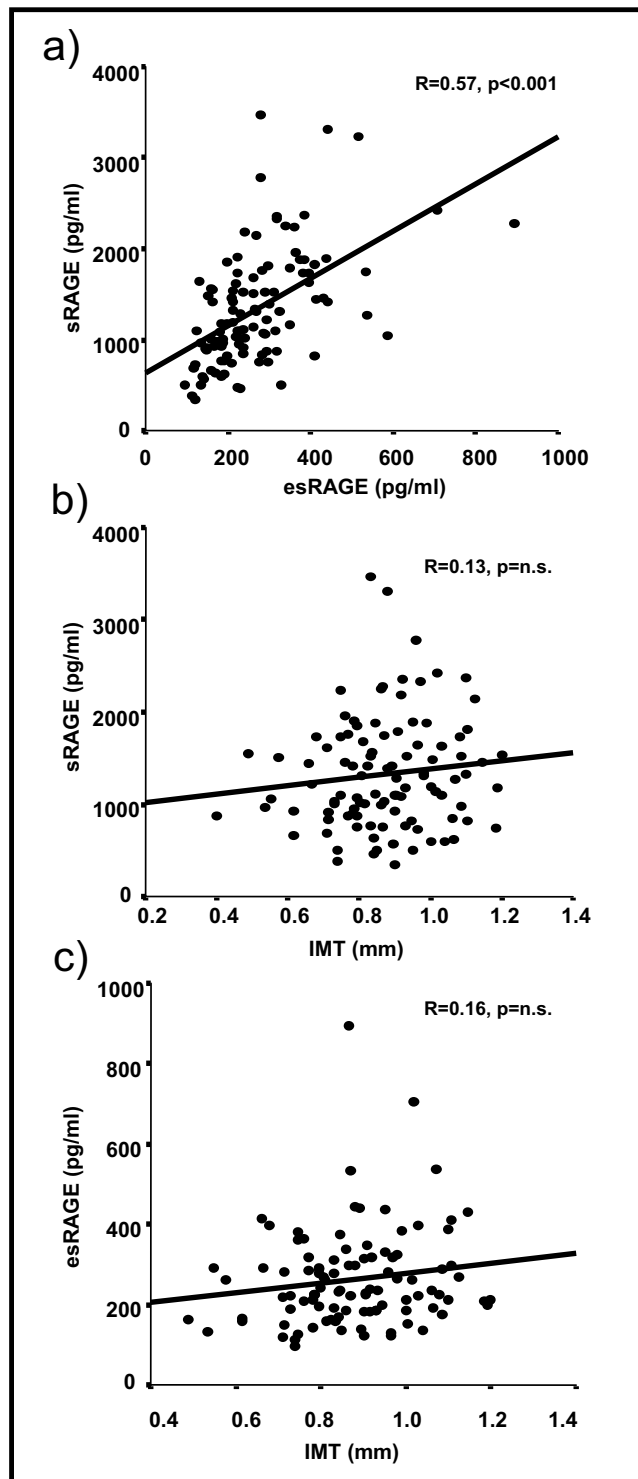 a)
4000
R=0.57, p<0.001
3000
sRAGE (pg/ml)
2000
1000
0
0 200 400 600 800 1000
esRAGE (pg/ml)
b)
4000
R=0.13, p=n.s.
3000
sRAGE (pg/ml)
2000
1000
0
0.2 0.4 0.6 0.8 1.0 1.2 1.4
IMT (mm)
c)
1000
R=0.16, p=n.s.
800
esRAGE (pg/ml)
600
400
200
0
0.4 0.6 0.8 1.0 1.2 1.4
IMT (mm)